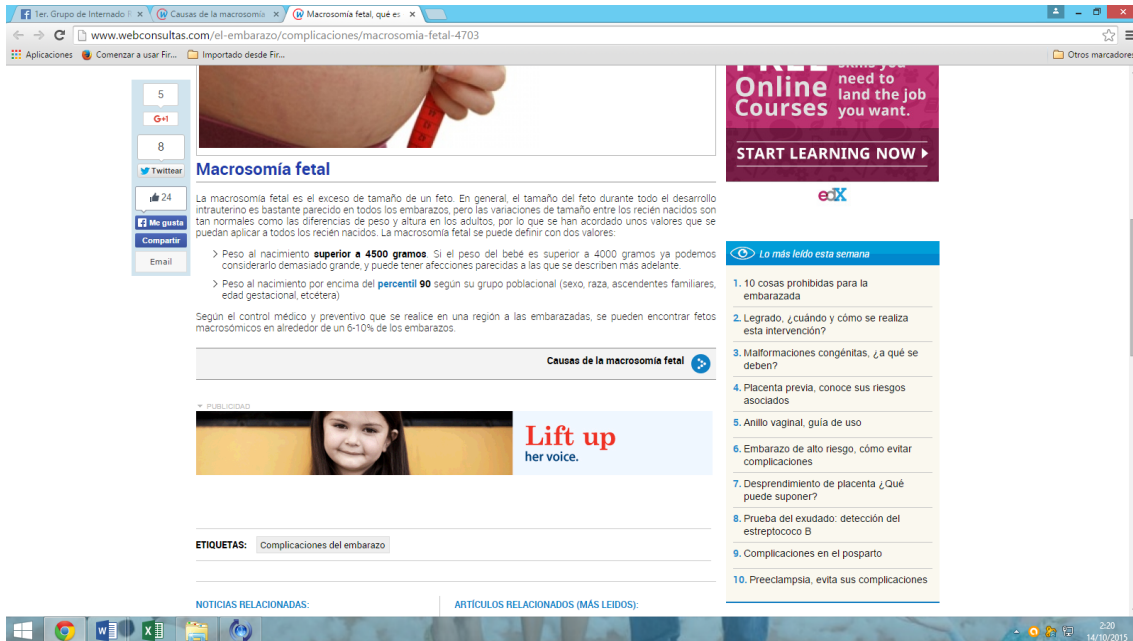 1er. Grupo de Internado R
Causas de la macrosomía
Macrosomía fetal, qué es
www.webconsultas.com/el-embarazo/complicaciones/macrosomia-fetal-4703
Aplicaciones
Comenzar a usar Fir...
Importado desde Fir...
Otros marcadores
5
G+1
8
Twittear
24
Me gusta
Compartir
Email
Macrosomía fetal
La macrosomía fetal es el exceso de tamaño de un feto. En general, el tamaño del feto durante todo el desarrollo
intrauterino es bastante parecido en todos los embarazos, pero las variaciones de tamaño entre los recién nacidos son
tan normales como las diferencias de peso y altura en los adultos, por lo que se han acordado unos valores que se
puedan aplicar a todos los recién nacidos. La macrosomía fetal se puede definir con dos valores:
Peso al nacimiento superior a 4500 gramos. Si el peso del bebé es superior a 4000 gramos ya podemos
considerarlo demasiado grande, y puede tener afecciones parecidas a las que se describen más adelante.
Peso al nacimiento por encima del percentil 90 según su grupo poblacional (sexo, raza, ascendentes familiares,
edad gestacional, etcétera)
Según el control médico y preventivo que se realice en una región a las embarazadas, se pueden encontrar fetos
macrosómicos en alrededor de un 6-10% de los embarazos.
Causas de la macrosomía fetal
PUBLICIDAD
Lift up
her voice.
ETIQUETAS: Complicaciones del embarazo
NOTICIAS RELACIONADAS:
ARTÍCULOS RELACIONADOS (MÁS LEIDOS):
FREE
Online
Courses
skills you
need to
land the job
you want.
START LEARNING NOW
edX
Lo más leído esta semana
1. 10 cosas prohibidas para la
embarazada
2. Legrado, ¿cuándo y cómo se realiza
esta intervención?
3. Malformaciones congénitas, ¿a qué se
deben?
4. Placenta previa, conoce sus riesgos
asociados
5. Anillo vaginal, guía de uso
6. Embarazo de alto riesgo, cómo evitar
complicaciones
7. Desprendimiento de placenta ¿Qué
puede suponer?
8. Prueba del exudado: detección del
estreptococo B
9. Complicaciones en el posparto
10. Preeclampsia, evita sus complicaciones
2:20
14/10/2015